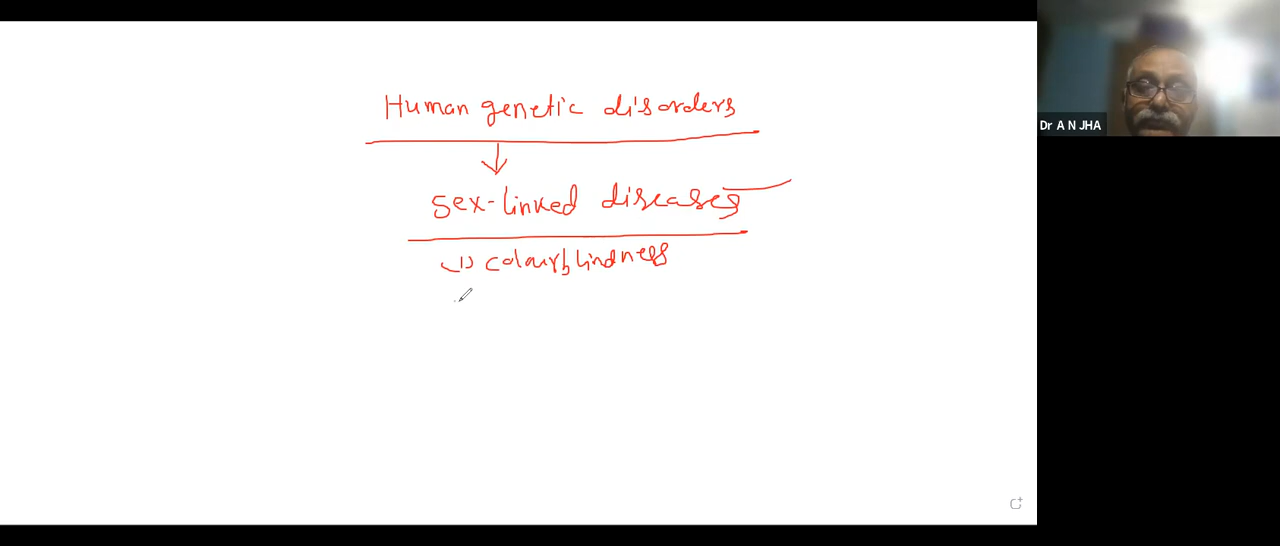 Human genetic disorders
Sex-linked diseases
(1) colourblindness
Dr A N JHA